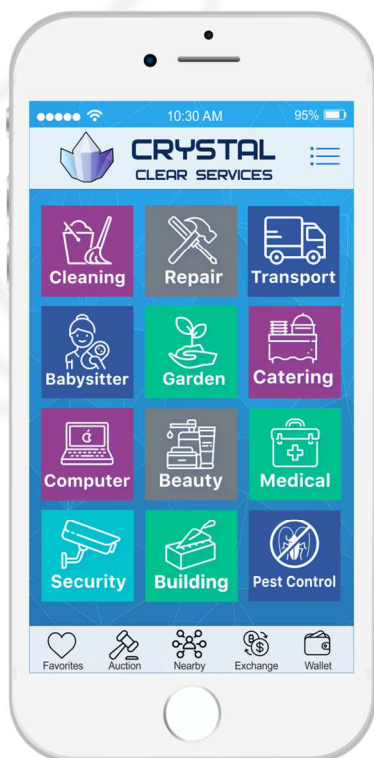 10:30 AM 95%
CRYSTAL
CLEAR SERVICES
Cleaning Repair Transport
Babysitter Garden Catering
Computer Beauty Medical
Security Building Pest Control
Favorites Auction Nearby Exchange Wallet